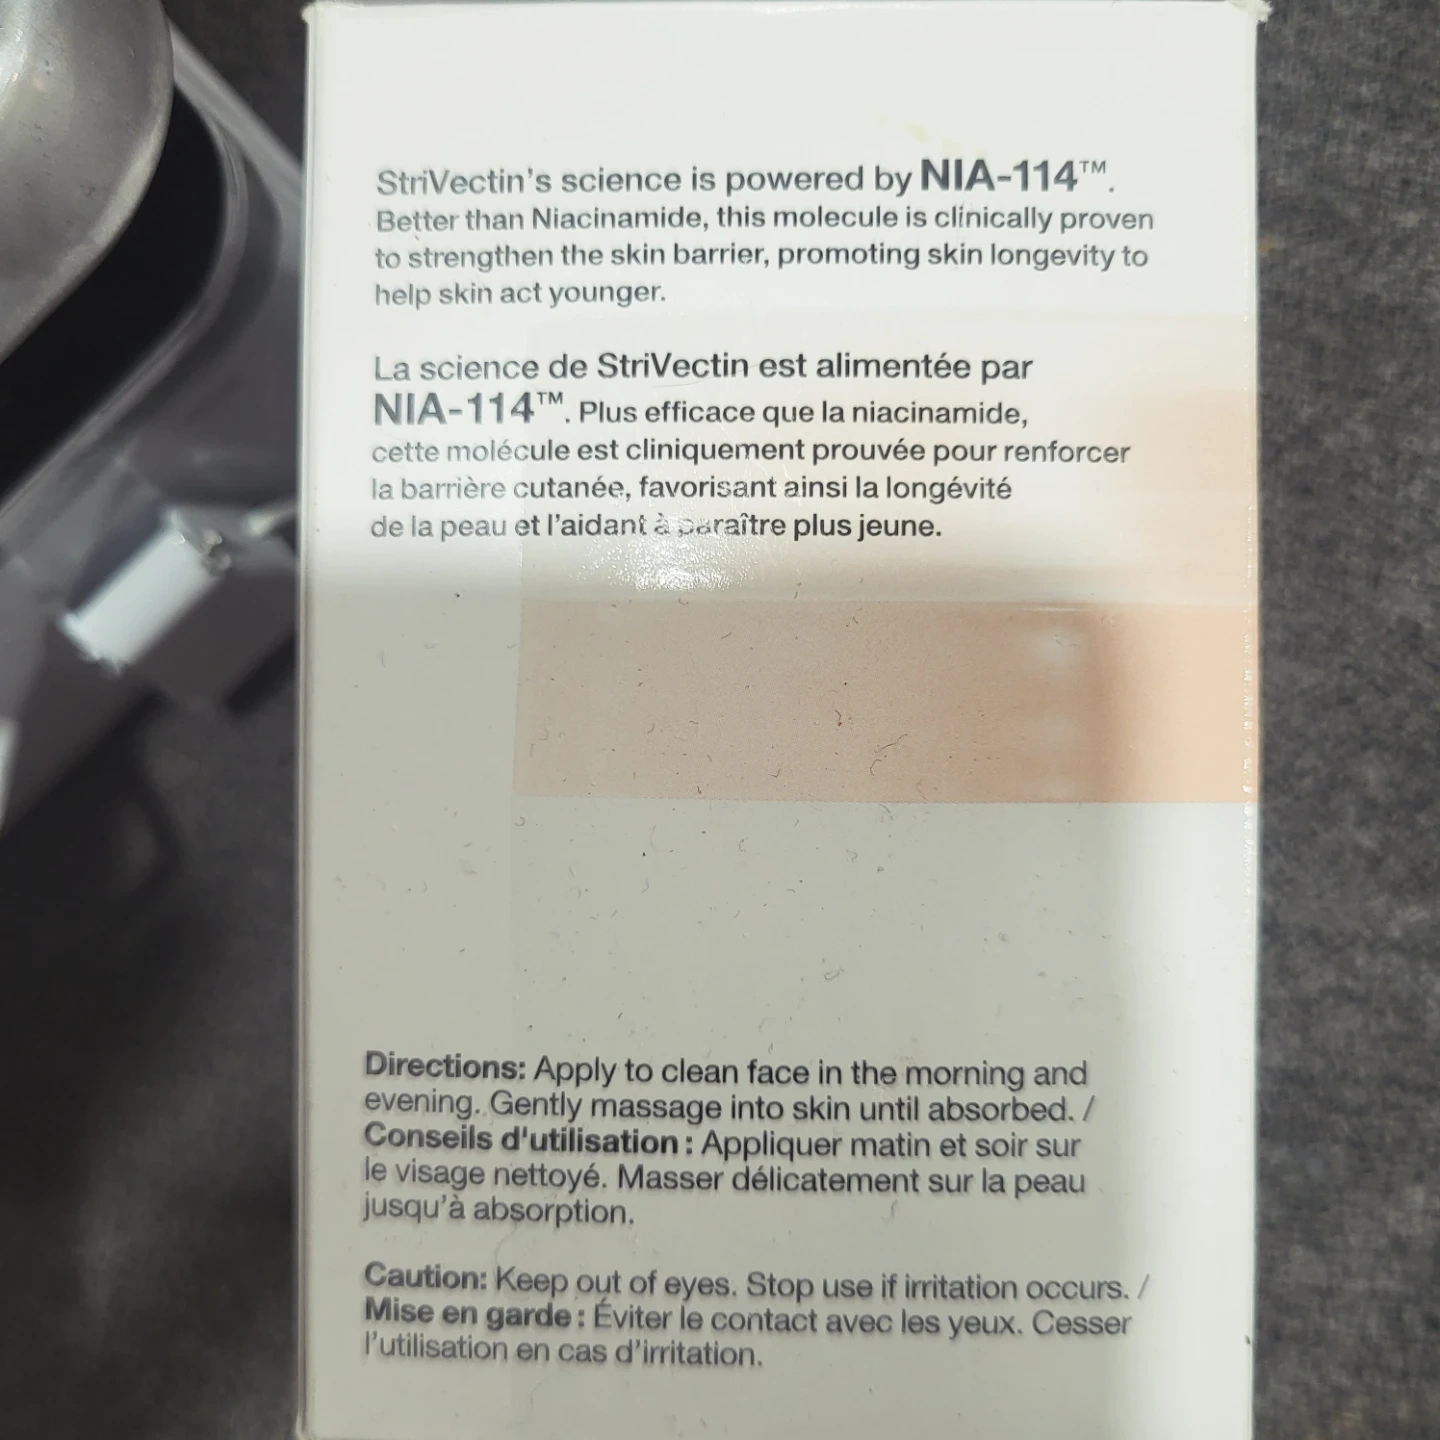 StriVectin's science is powered by NIA-114™.
Better than Niacinamide, this molecule is clinically proven
to strengthen the skin barrier, promoting skin longevity to
help skin act younger.
La science de StriVectin est alimentée par
NIA-114™. Plus efficace que la niacinamide,
cette molécule est cliniquement prouvée pour renforcer
la barrière cutanée, favorisant ainsi la longévité
de la peau et l'aidant à paraître plus jeune.
Directions: Apply to clean face in the morning and
evening. Gently massage into skin until absorbed. /
Conseils d'utilisation : Appliquer matin et soir sur
le visage nettoyé. Masser délicatement sur la peau
jusqu'à absorption.
Caution: Keep out of eyes. Stop use if irritation occurs. /
Mise en garde : Éviter le contact avec les yeux. Cesser
l'utilisation en cas d'irritation.